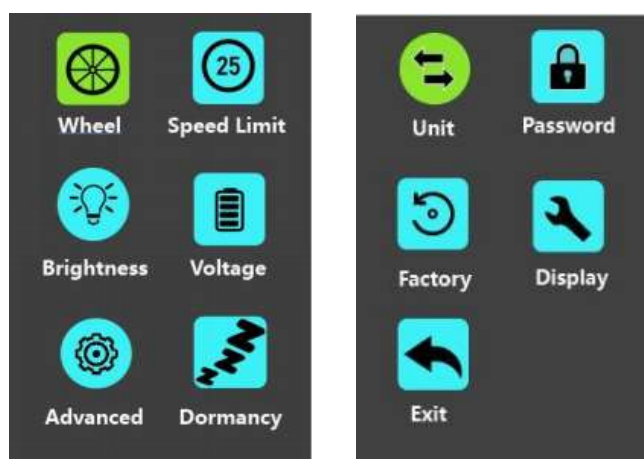 25
Wheel Speed Limit
Brightness Voltage
Advanced Dormancy
Unit Password
Factory Display
Exit